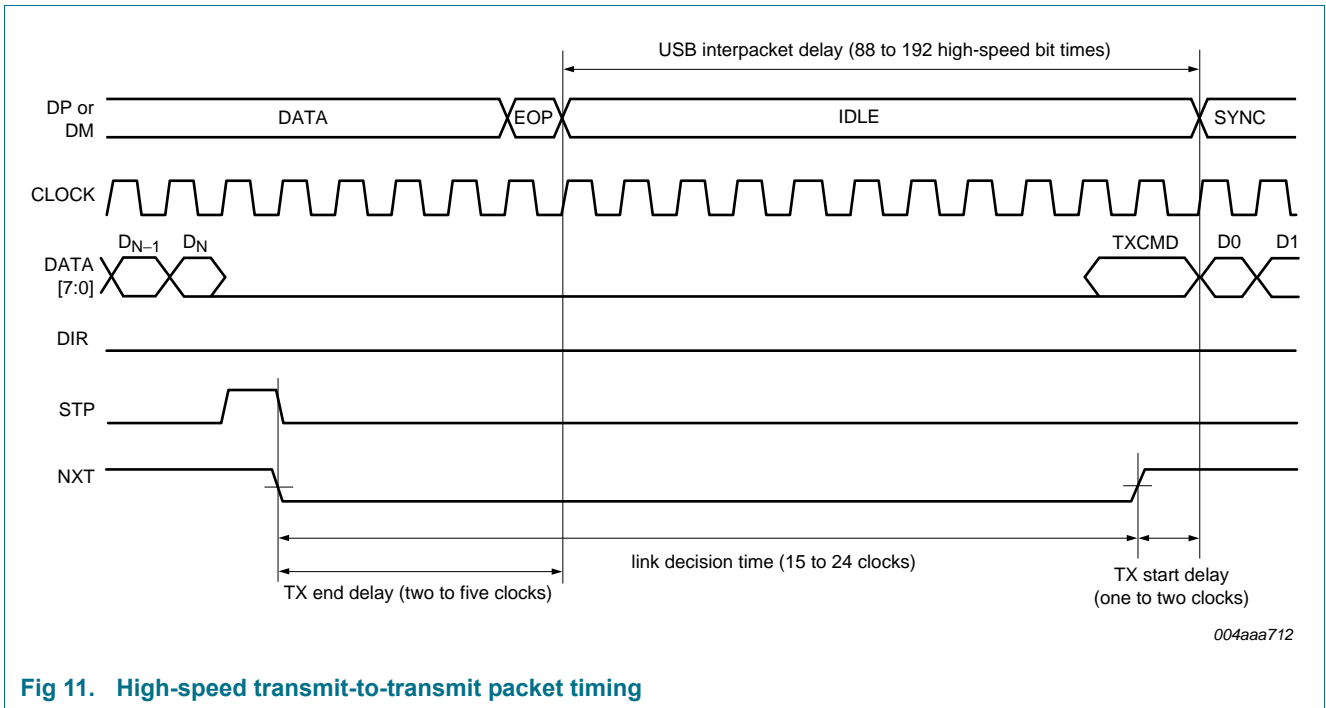 USB interpacket delay (88 to 192 high-speed bit times)
DP or
DM
DATA
EOP
IDLE
SYNC
CLOCK
DN−1
DN
TXCMD
D0
D1
DATA
[7:0]
DIR
STP
NXT
link decision time (15 to 24 clocks)
TX end delay (two to five clocks)
TX start delay
(one to two clocks)
004aaa712
Fig 11. High-speed transmit-to-transmit packet timing